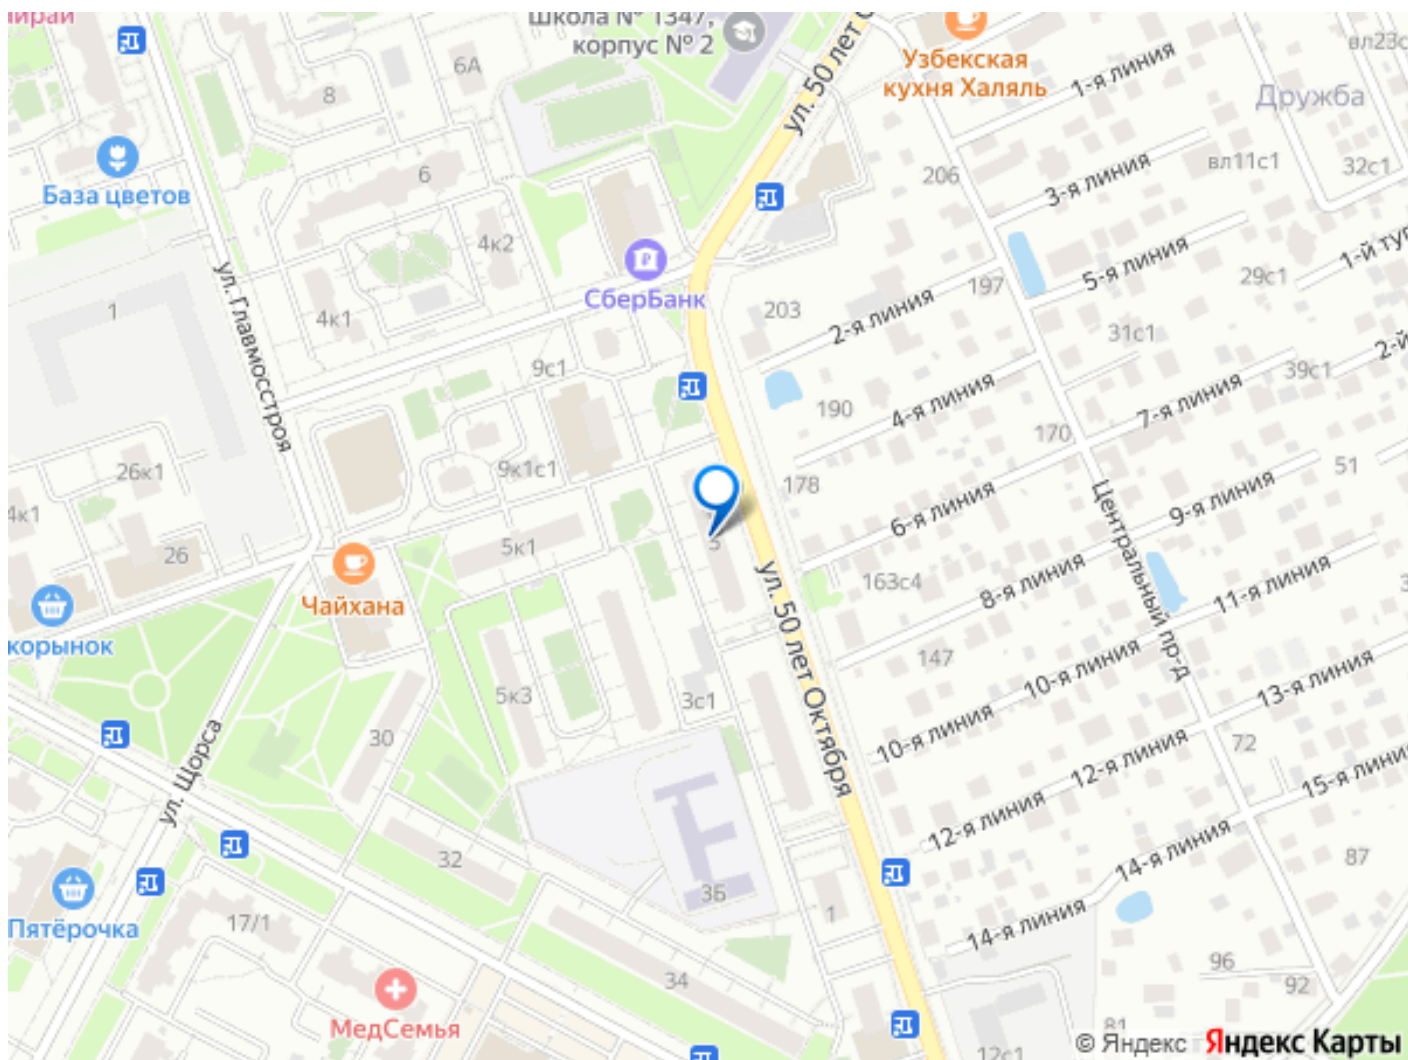 ирай
Школа № 1347,
корпус № 2
6А
8
Узбекская
кухня Халяль
ул. 50 лет О
1-я линия
Дружба
вл23с
База цветов
6
206
3-я линия
вл11с1
32с1
4к2
СберБанк
197
5-я линия
29с1
1-й ту
ул. Главмостроя
1
4к1
203
2-я линия
31с1
2-й
9с1
190
4-я линия
7-я линия
39с1
170
26к1
9к1с1
178
51
4к1
5к1
5
6-я линия
Центральный пр-д
9-я линия
26
Чайхана
163с4
8-я линия
11-я линия
корынок
ул. 50 лет Октября
147
10-я линия
10-я линия
13-я линия
5к3
3с1
30
ул. Щорса
72
12-я линия
12-я линия
15-я лини
32
3Б
1
14-я линия
14-я линия
87
Пятёрочка
17/1
34
96
92
МедСемья
81
12с1
© Яндекс Яндекс Карты